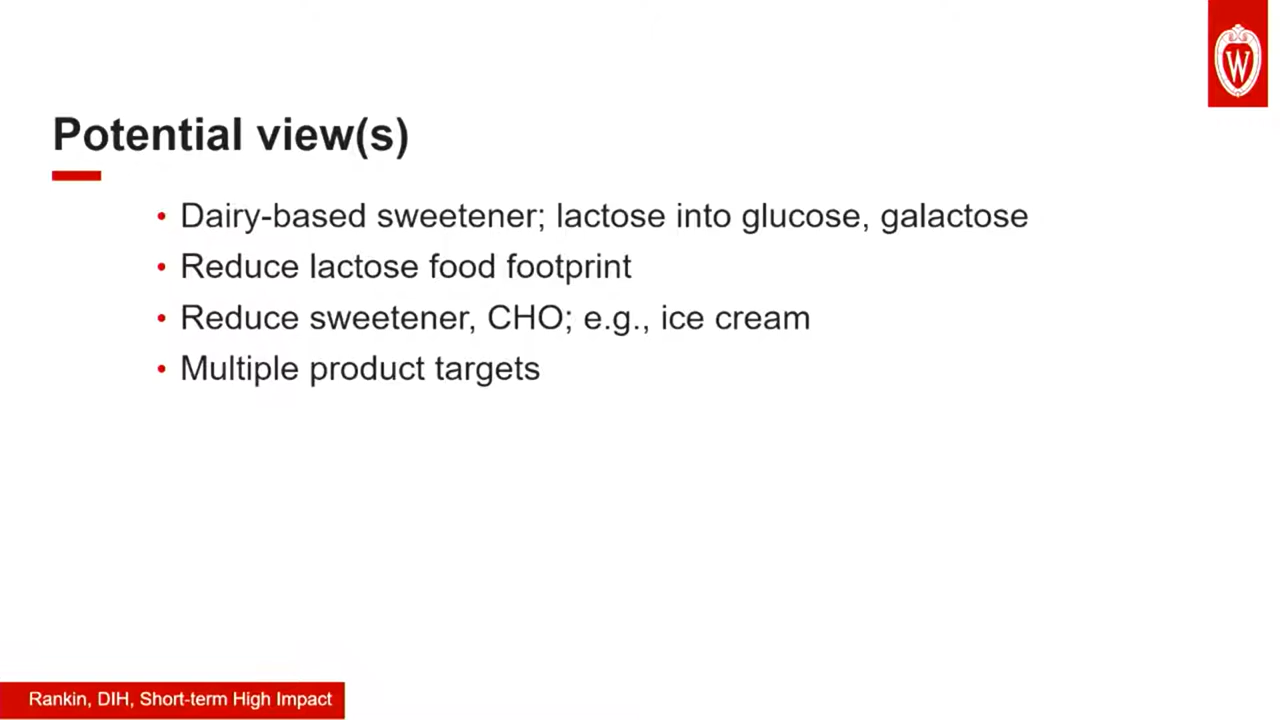 W
Potential view(s)
• Dairy-based sweetener; lactose into glucose, galactose
• Reduce lactose food footprint
• Reduce sweetener, CHO; e.g., ice cream
• Multiple product targets
Rankin, DIH, Short-term High Impact